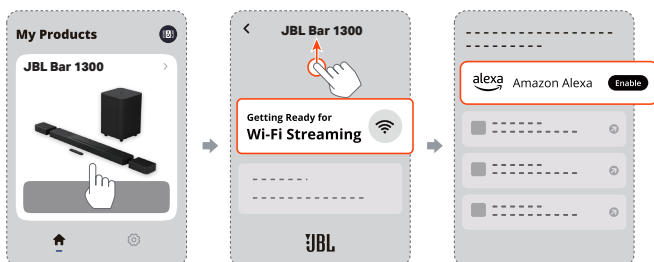 My Products
JBL Bar 1300
JBL Bar 1300
Getting Ready for
Wi-Fi Streaming
JBL
alexa Amazon Alexa Enable